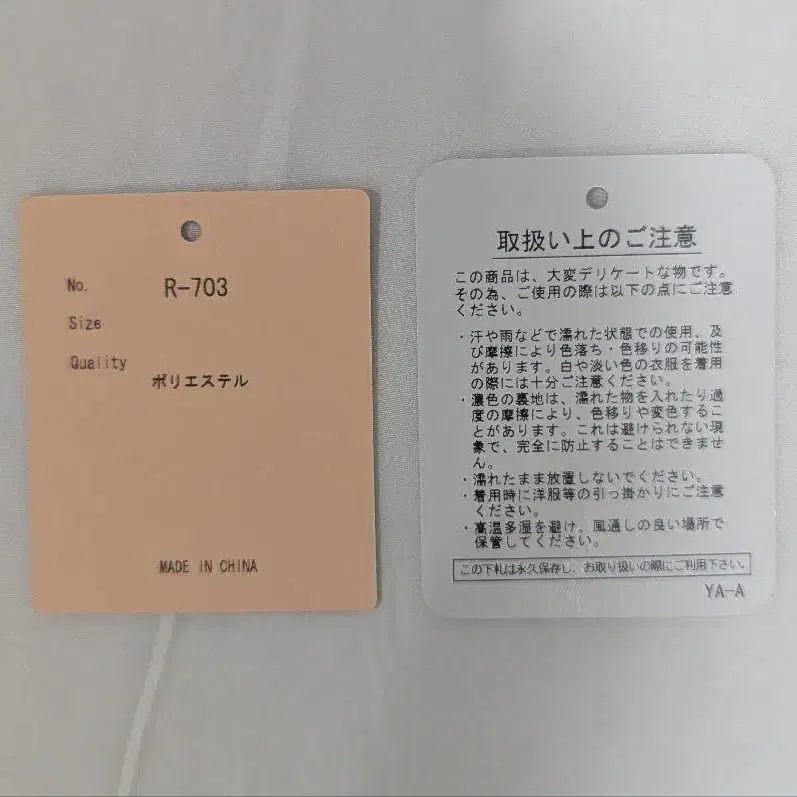 No. R-703
Size
Quality
ポリエステル
MADE IN CHINA
取扱い上のご注意
この商品は、大変デリケートな物です。
その為、ご使用の際は以下の点にご注意
ください。
・汗や雨などで濡れた状態での使用、及
び摩擦により色落ち・色移りの可能性
があります。白や淡い色の衣服を着用
の際には十分ご注意ください。
・濃色の裏地は、濡れた物を入れたり過
度の摩擦により、色移りや変色するこ
とがあります。これは避けられない現
象で、完全に防止することはできませ
ん。
・濡れたまま放置しないでください。
・着用時に洋服等の引っ掛かりにご注意
ください。
・高温多湿を避け、風通しの良い場所で
保管してください。
この下札は永久保存し、お取り扱いの際にご利用下さい。
YA-A